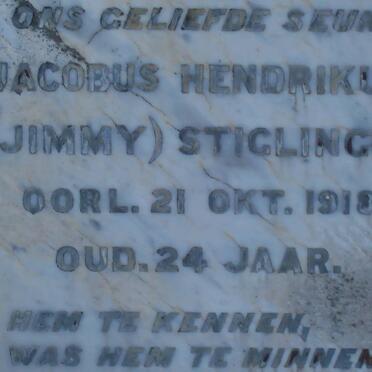 ONS GELIEFDE SEUN
JACOBUS HENDRIKU
(JIMMY) STIGLING
OORL. 21 OKT. 1918
OUD. 24 JAAR.
HEM TE KENNEN,
WAS HEM TE MINNEN